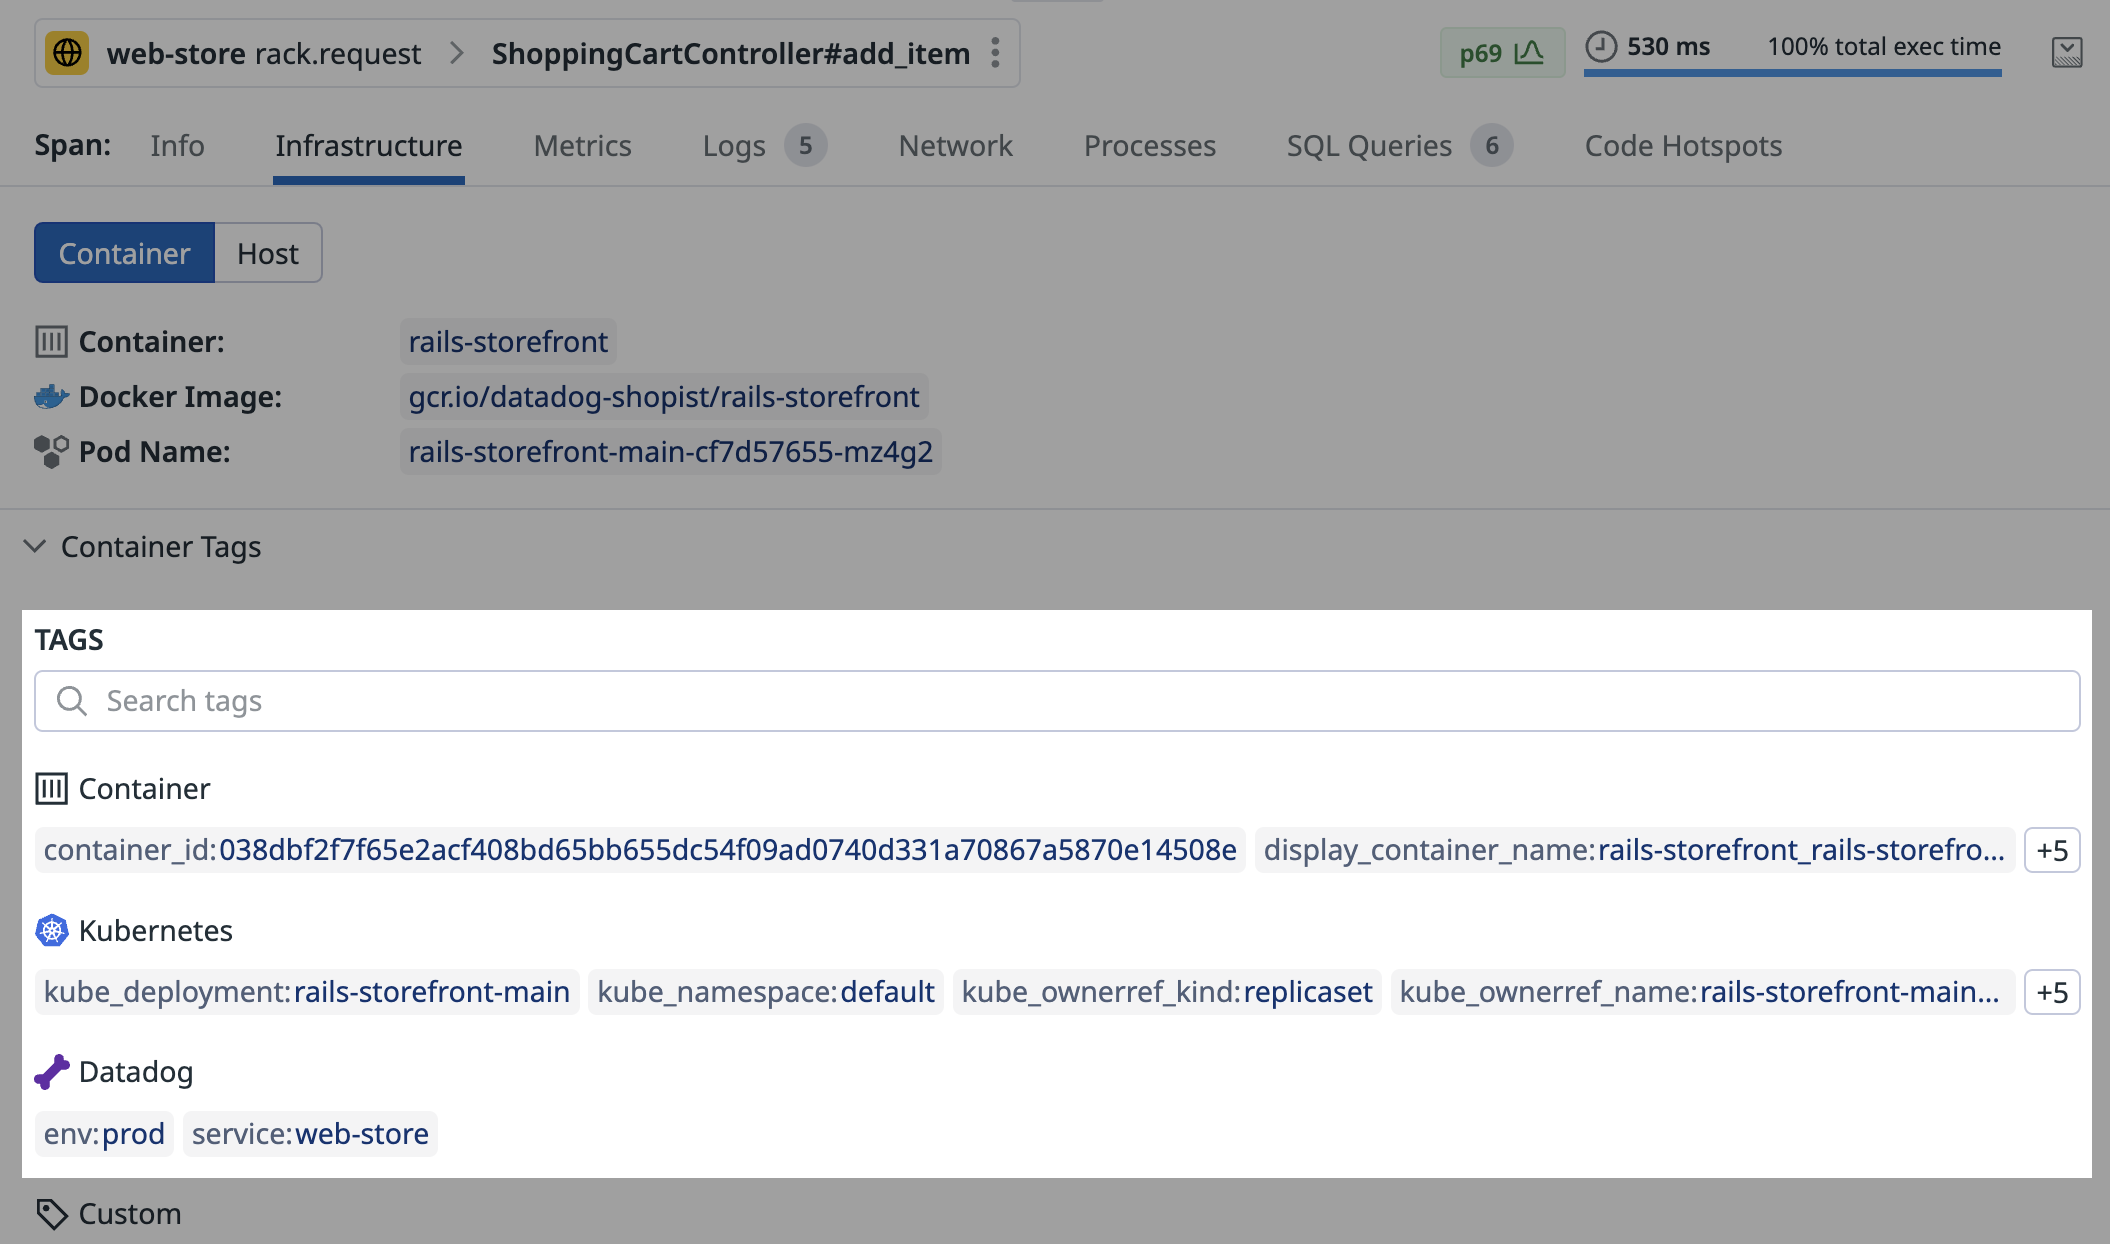 web-store rack.request > ShoppingCartController#add_item p69 530 ms 100% total exec time
Span: Info Infrastructure Metrics Logs 5 Network Processes SQL Queries 6 Code Hotspots
Container Host
Container: rails-storefront
Docker Image: gcr.io/datadog-shopist/rails-storefront
Pod Name: rails-storefront-main-cf7d57655-mz4g2
Container Tags
TAGS
Search tags
Container
container_id:038dbf2f7f65e2acf408bd65bb655dc54f09ad0740d331a70867a5870e14508e display_container_name:rails-storefront_rails-storefro... +5
Kubernetes
kube_deployment:rails-storefront-main kube_namespace:default kube_ownerref_kind:replicaset kube_ownerref_name:rails-storefront-main... +5
Datadog
env:prod service:web-store
Custom